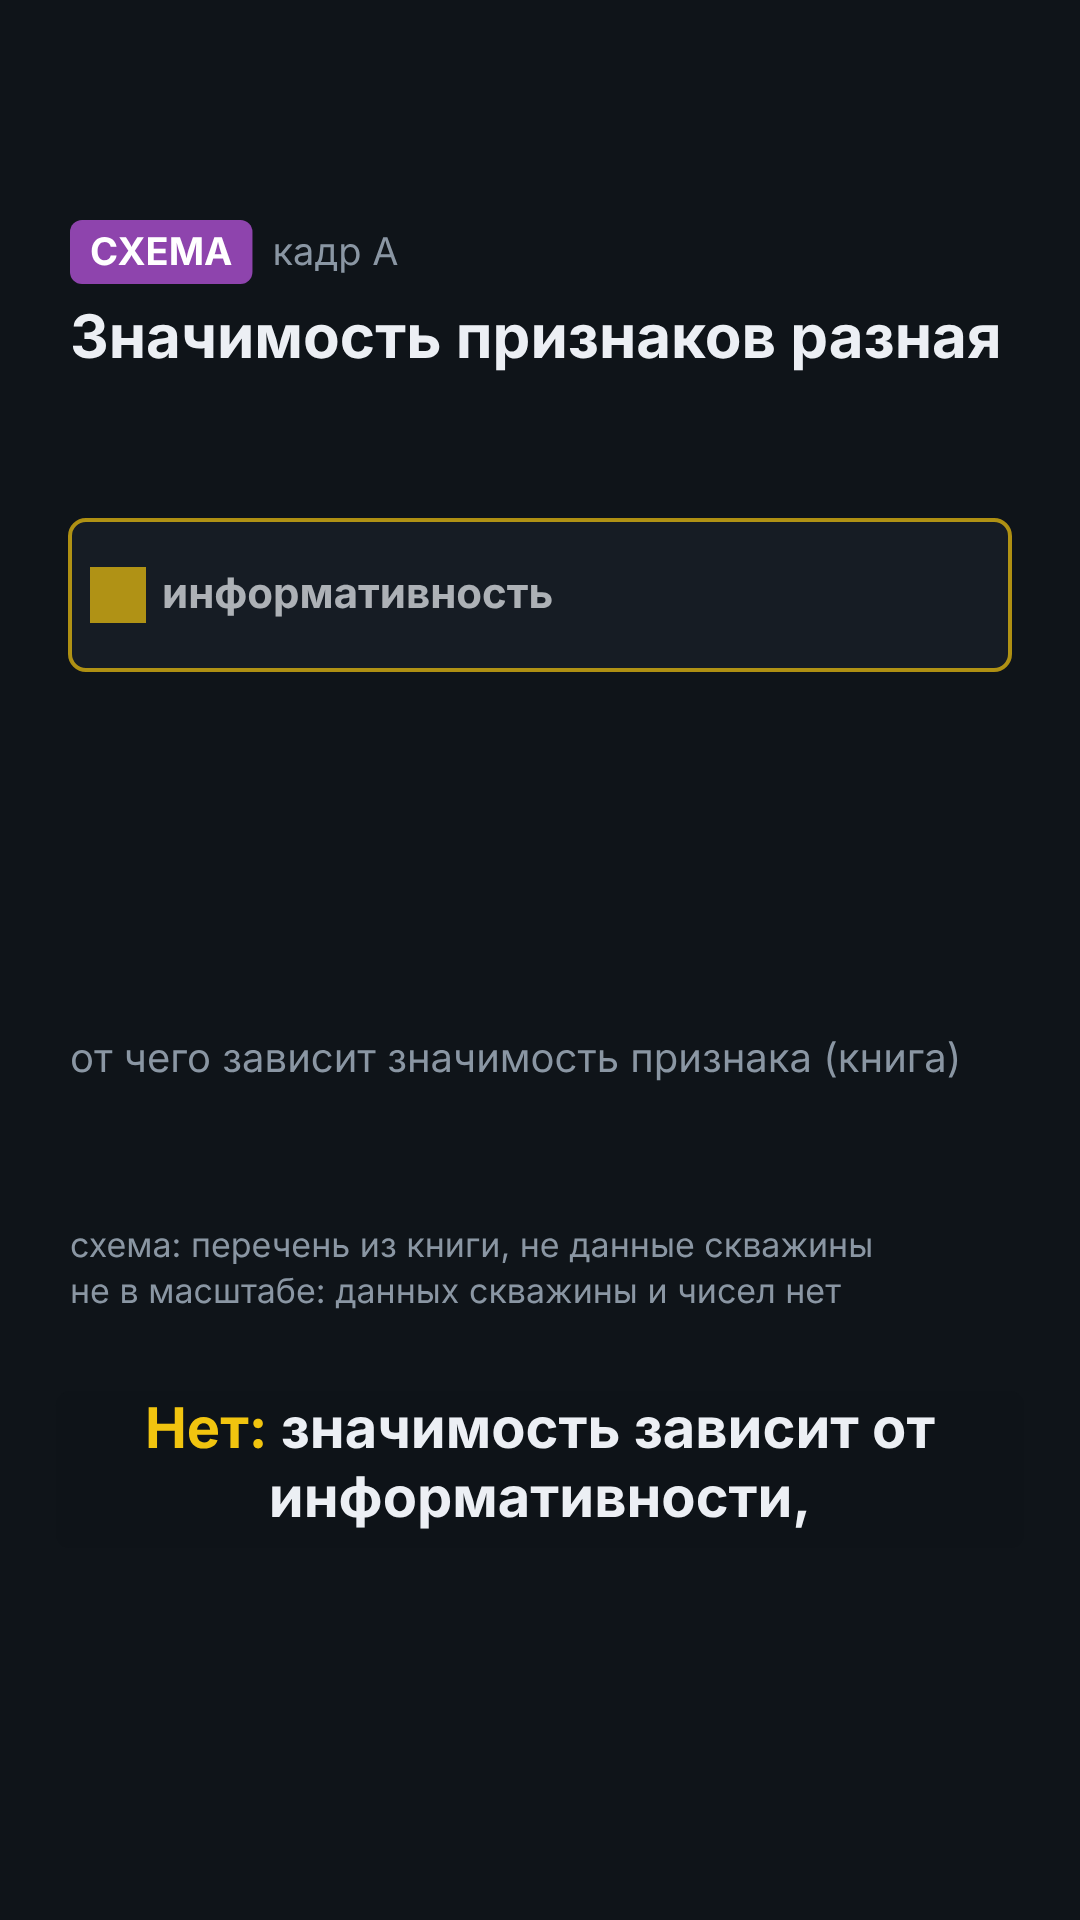 СХЕМА кадр А
Значимость признаков разная
информативность
от чего зависит значимость признака (книга)
схема: перечень из книги, не данные скважины
не в масштабе: данных скважины и чисел нет
Нет: значимость зависит от
информативности,